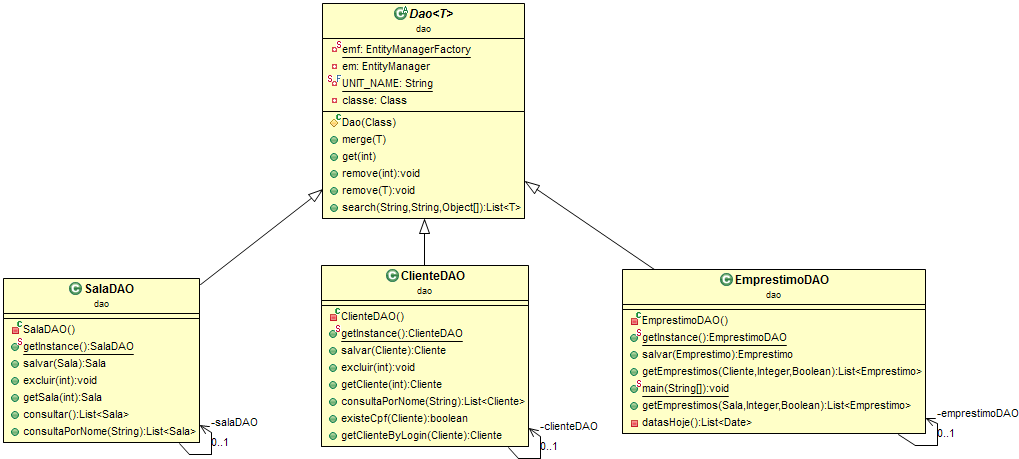 Dao<T>
dao
emf: EntityManagerFactory
em: EntityManager
UNIT_NAME: String
classe: Class
Dao(Class)
merge(T)
get(int)
remove(int):void
remove(T):void
search(String,String,Object[]):List<T>
SalaDAO
dao
SalaDAO()
getInstance():SalaDAO
salvar(Sala):Sala
excluir(int):void
getSala(int):Sala
consultar():List<Sala>
consultaPorNome(String):List<Sala>
-salaDAO
0..1
ClienteDAO
dao
ClienteDAO()
getInstance():ClienteDAO
salvar(Cliente):Cliente
excluir(int):void
getCliente(int):Cliente
consultaPorNome(String):List<Cliente>
existeCpf(Cliente):boolean
getClienteByLogin(Cliente):Cliente
-clienteDAO
0..1
EmprestimoDAO
dao
EmprestimoDAO()
getInstance():EmprestimoDAO
salvar(Emprestimo):Emprestimo
getEmprestimos(Cliente,Integer,Boolean):List<Emprestimo>
main(String[]):void
getEmprestimos(Sala,Integer,Boolean):List<Emprestimo>
datasHoje():List<Date>
-emprestimoDAO
0..1